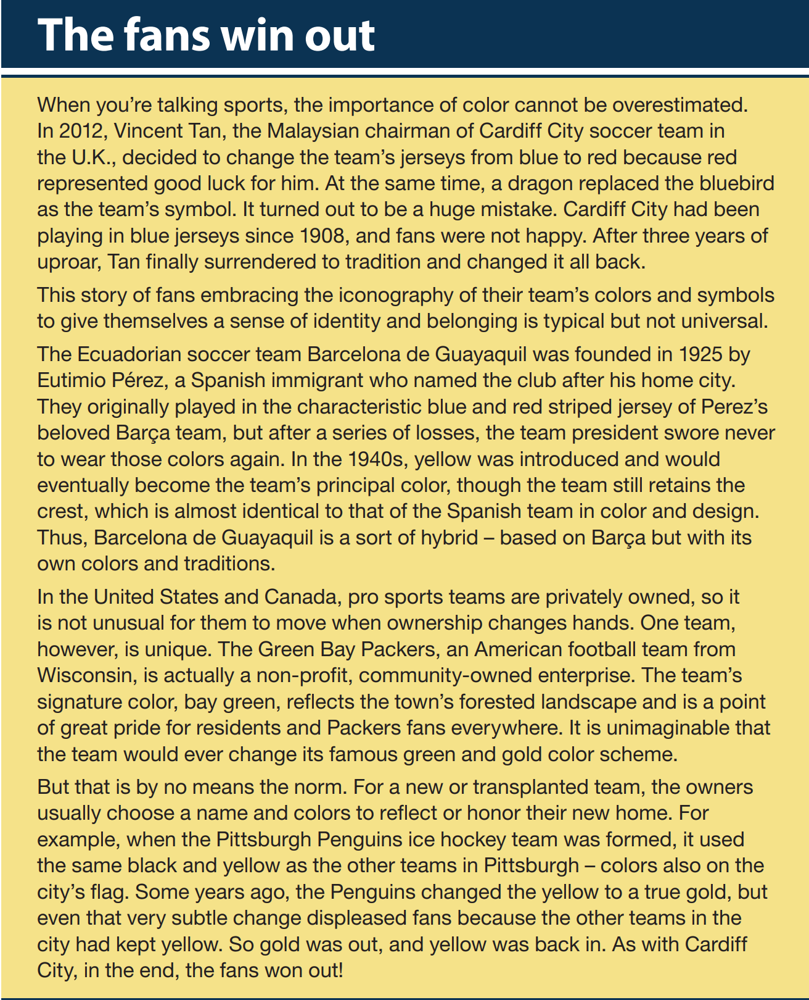 The fans win out
When you’re talking sports, the importance of color cannot be overestimated.
In 2012, Vincent Tan, the Malaysian chairman of Cardiff City soccer team in
the U.K., decided to change the team’s jerseys from blue to red because red
represented good luck for him. At the same time, a dragon replaced the bluebird
as the team’s symbol. It turned out to be a huge mistake. Cardiff City had been
playing in blue jerseys since 1908, and fans were not happy. After three years of
uproar, Tan finally surrendered to tradition and changed it all back.
This story of fans embracing the iconography of their team’s colors and symbols
to give themselves a sense of identity and belonging is typical but not universal.
The Ecuadorian soccer team Barcelona de Guayaquil was founded in 1925 by
Eutimio Pérez, a Spanish immigrant who named the club after his home city.
They originally played in the characteristic blue and red striped jersey of Perez’s
beloved Barça team, but after a series of losses, the team president swore never
to wear those colors again. In the 1940s, yellow was introduced and would
eventually become the team’s principal color, though the team still retains the
crest, which is almost identical to that of the Spanish team in color and design.
Thus, Barcelona de Guayaquil is a sort of hybrid – based on Barça but with its
own colors and traditions.
In the United States and Canada, pro sports teams are privately owned, so it
is not unusual for them to move when ownership changes hands. One team,
however, is unique. The Green Bay Packers, an American football team from
Wisconsin, is actually a non-profit, community-owned enterprise. The team’s
signature color, bay green, reflects the town’s forested landscape and is a point
of great pride for residents and Packers fans everywhere. It is unimaginable that
the team would ever change its famous green and gold color scheme.
But that is by no means the norm. For a new or transplanted team, the owners
usually choose a name and colors to reflect or honor their new home. For
example, when the Pittsburgh Penguins ice hockey team was formed, it used
the same black and yellow as the other teams in Pittsburgh – colors also on the
city’s flag. Some years ago, the Penguins changed the yellow to a true gold, but
even that very subtle change displeased fans because the other teams in the
city had kept yellow. So gold was out, and yellow was back in. As with Cardiff
City, in the end, the fans won out!